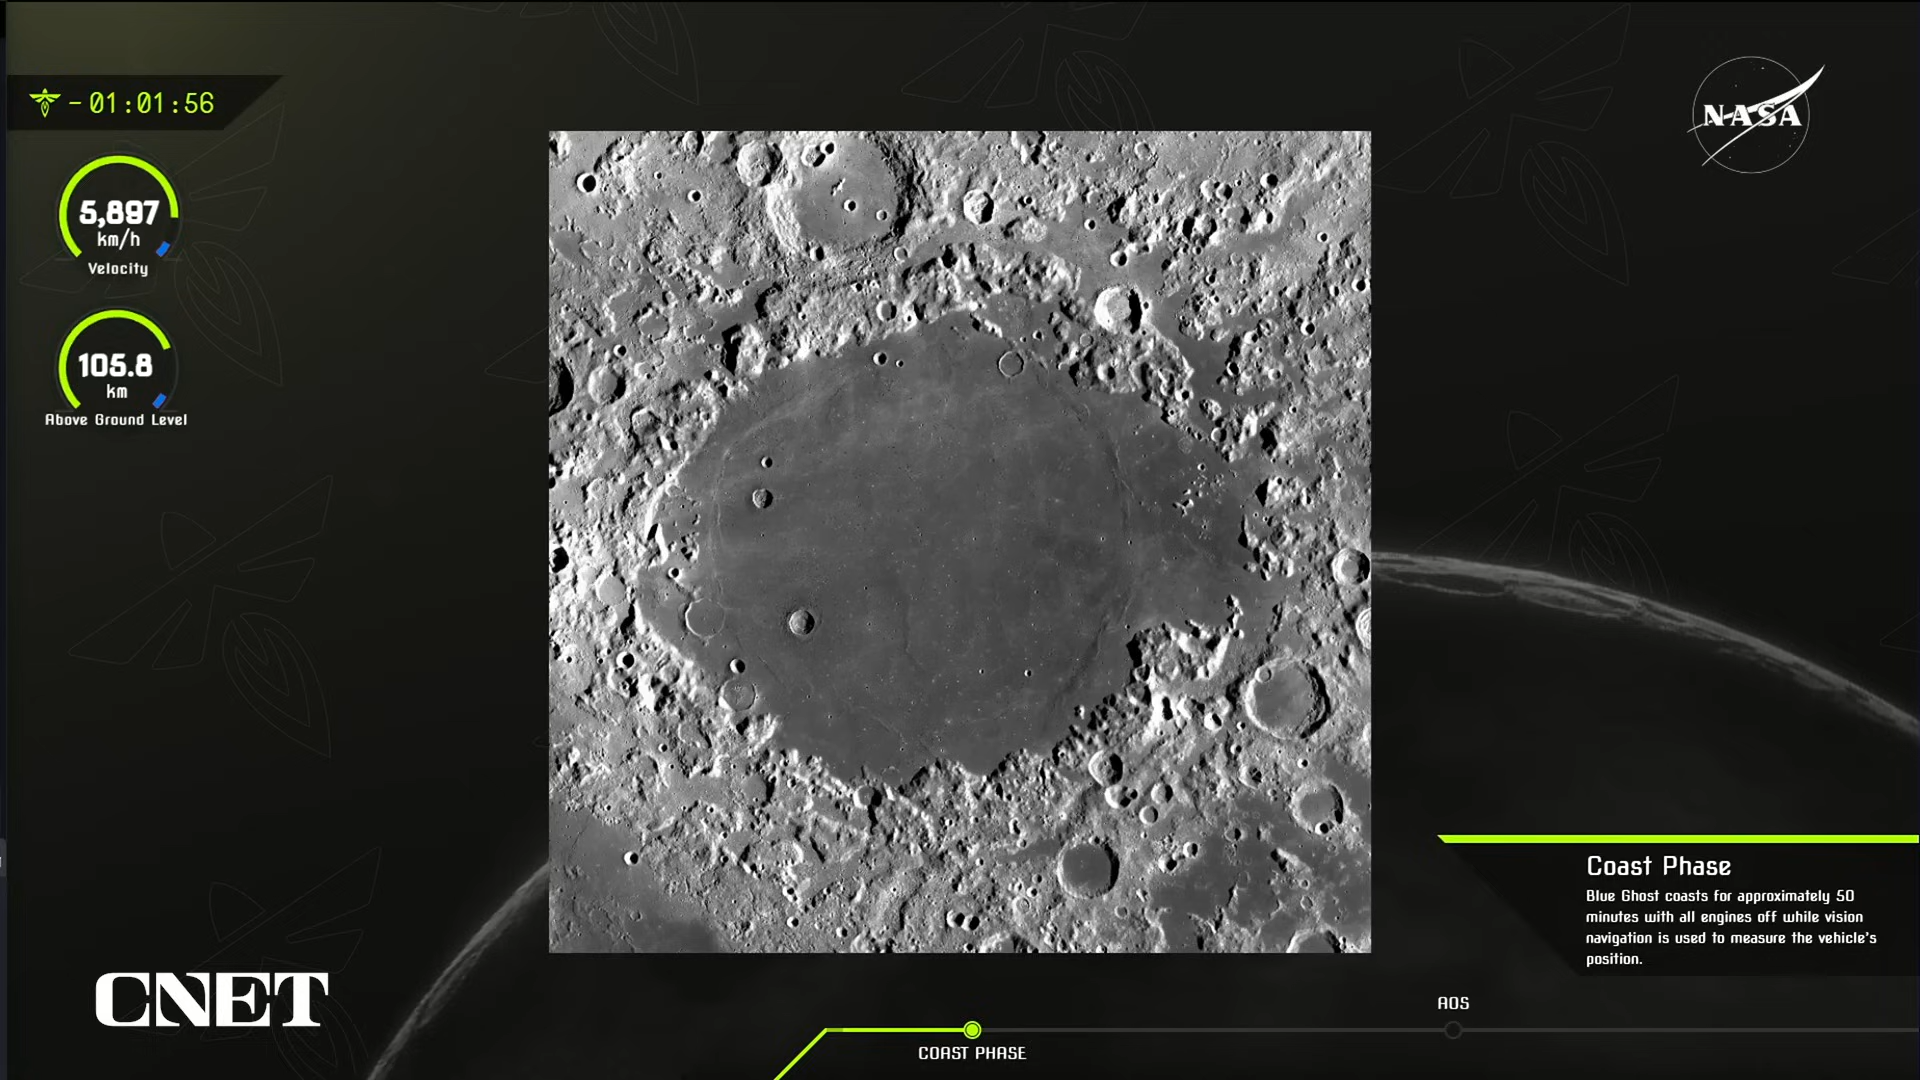 - 01:01:56
NASA
5,897
km/h
Velocity
105.8
km
Above Ground Level
Coast Phase
Blue Ghost coasts for approximately 50
minutes with all engines off while vision
navigation is used to measure the vehicle's
position.
CNET
AOS
COAST PHASE